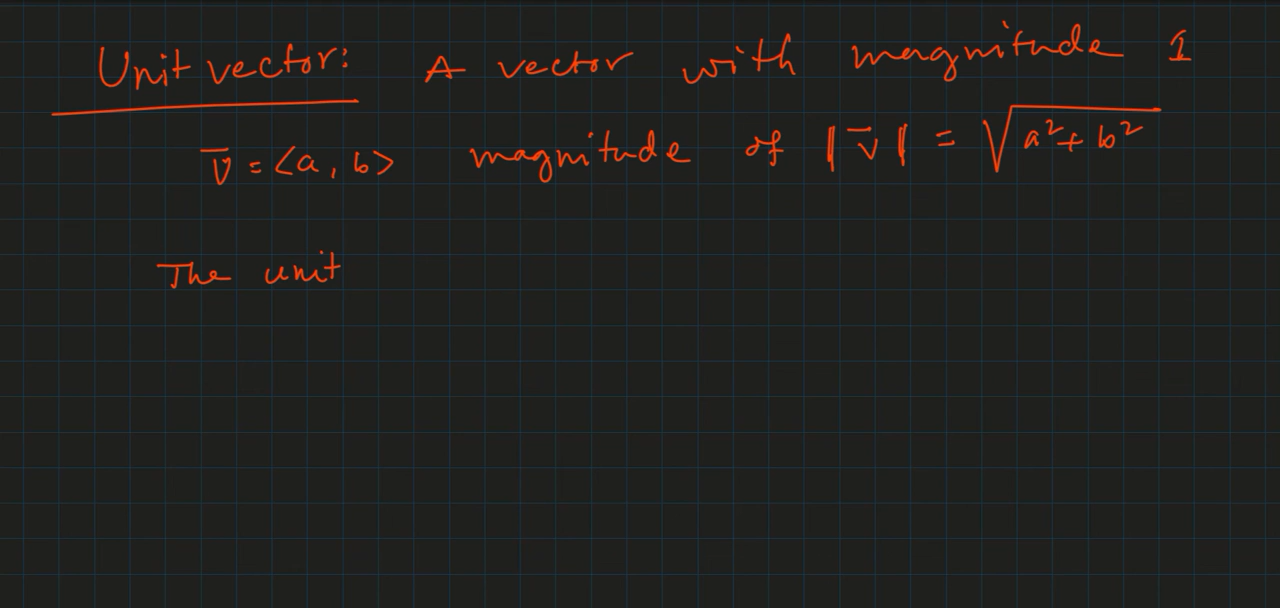 Unit vector: A vector with magnitude 1
v̄ = <a, b> magnitude of ‖v̄‖ = √(a² + b²)
The unit